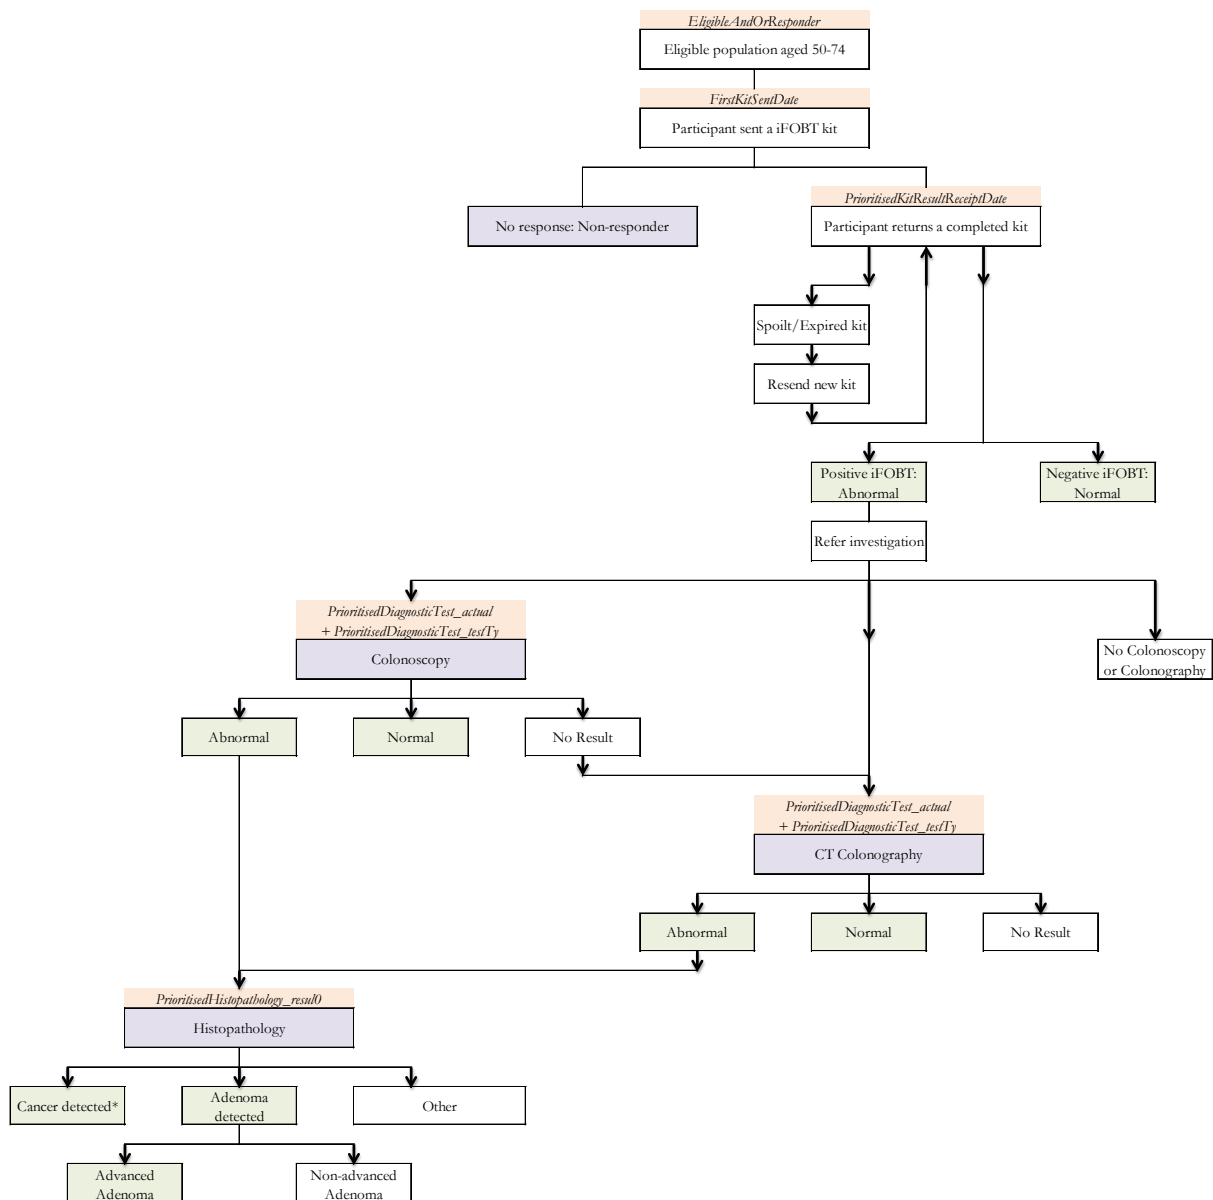 EligibleAndOrResponder
Eligible population aged 50-74
FirstKitSentDate
Participant sent a iFOBT kit
PrioritisedKitResultReceiptDate
No response: Non-responder
Participant returns a completed kit
Spoilt/Expired kit
Resend new kit
Positive iFOBT:
Abnormal
Negative iFOBT:
Normal
Refer investigation
PrioritisedDiagnosticTest_actual
+ PrioritisedDiagnosticTest_testTy
Colonoscopy
No Colonoscopy
or Colonography
Abnormal
Normal
No Result
PrioritisedDiagnosticTest_actual
+ PrioritisedDiagnosticTest_testTy
CT Colonography
Abnormal
Normal
No Result
PrioritisedHistopathology_resul0
Histopathology
Cancer detected*
Adenoma
detected
Other
Advanced
Adenoma
Non-advanced
Adenoma